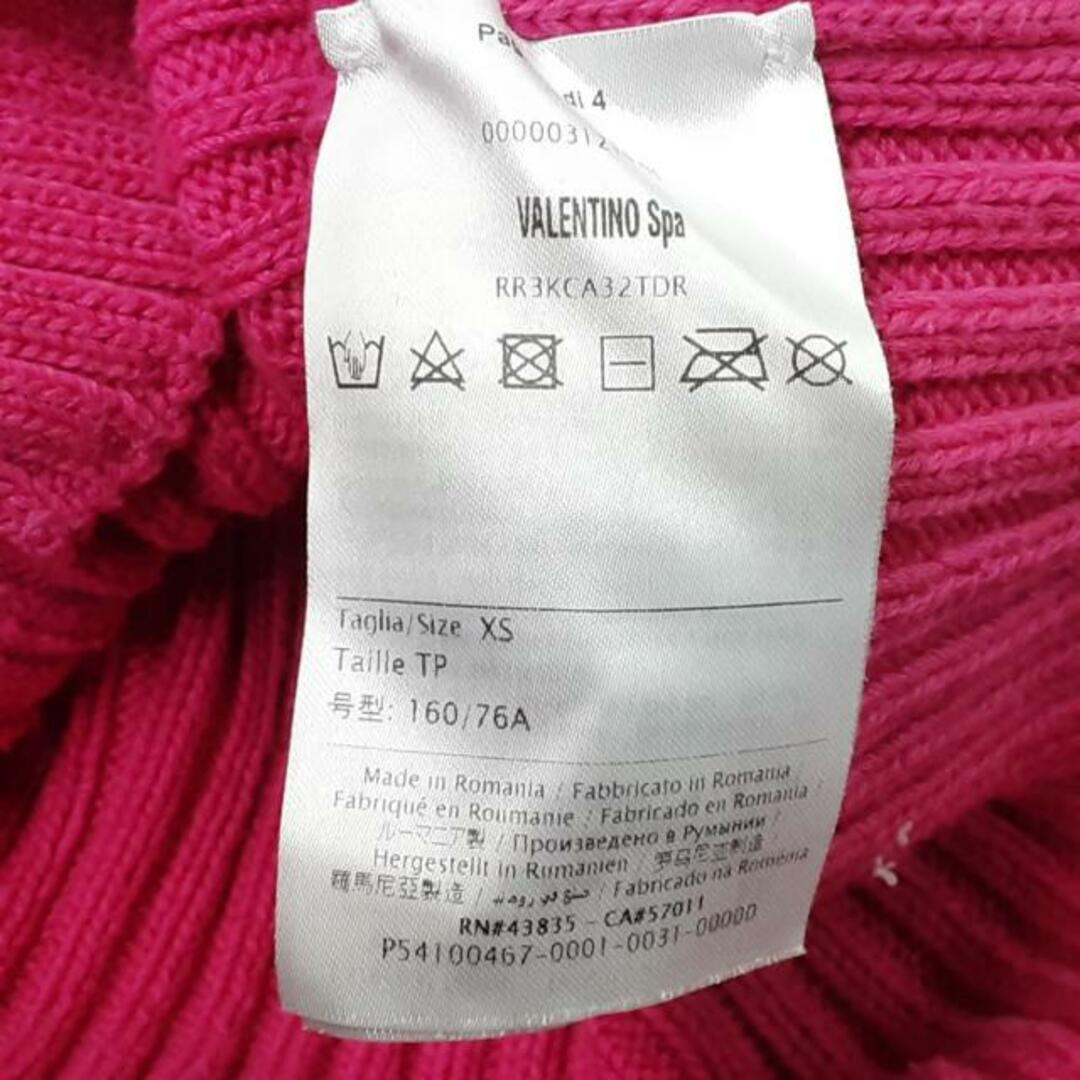 di 4
VALENTINO Spa
RR3KCA32TDR
Taglia/Size XS
Taille TP
号型: 160/76A
Made in Romania / Fabbricato in Romania /
Fabriqué en Roumanie / Fabricado en Romania /
ルーマニア製 / Произведено в Румынии /
Hergestellt in Rumanien / 罗马尼亚制造
羅馬尼亞製造 / / Fabricado na Romênia
RN#43835 - CA#57011
P54100467-0001-0031-00000